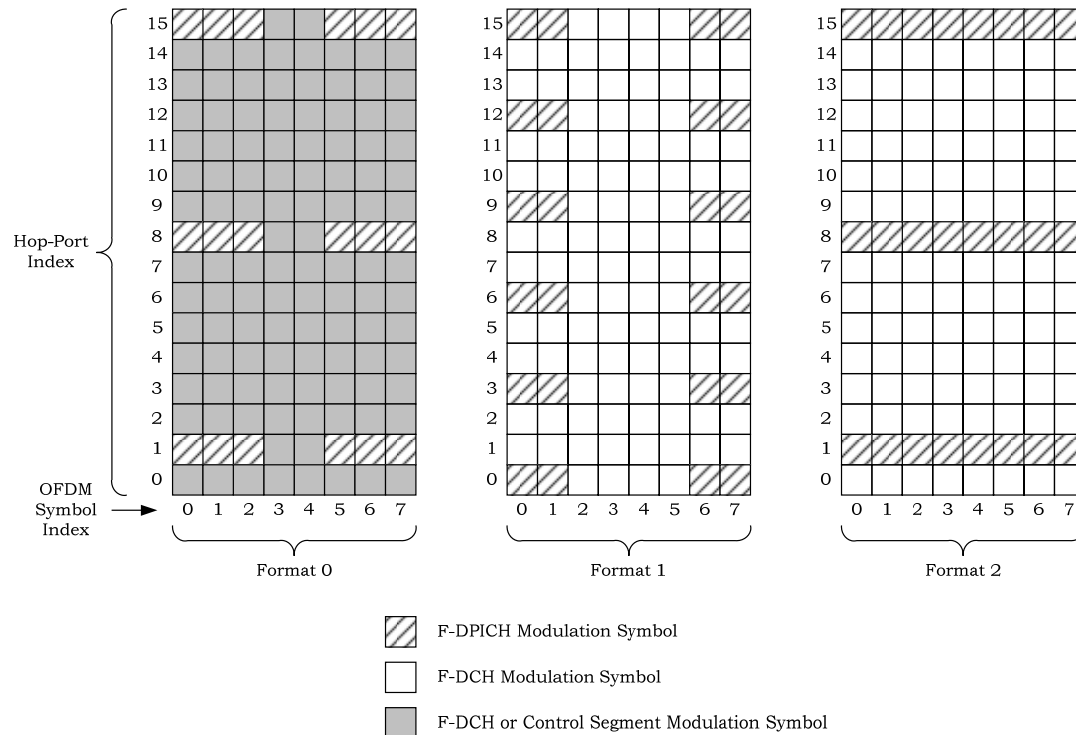 15 15 15
14 14 14
13 13 13
12 12 12
11 11 11
10 10 10
9 9 9
Hop-Port
Index
8 8 8
7 7 7
6 6 6
5 5 5
4 4 4
3 3 3
2 2 2
1 1 1
0 0 0
OFDM
Symbol
Index
0 1 2 3 4 5 6 7 0 1 2 3 4 5 6 7 0 1 2 3 4 5 6 7
Format 0 Format 1 Format 2
F-DPICH Modulation Symbol
F-DCH Modulation Symbol
F-DCH or Control Segment Modulation Symbol